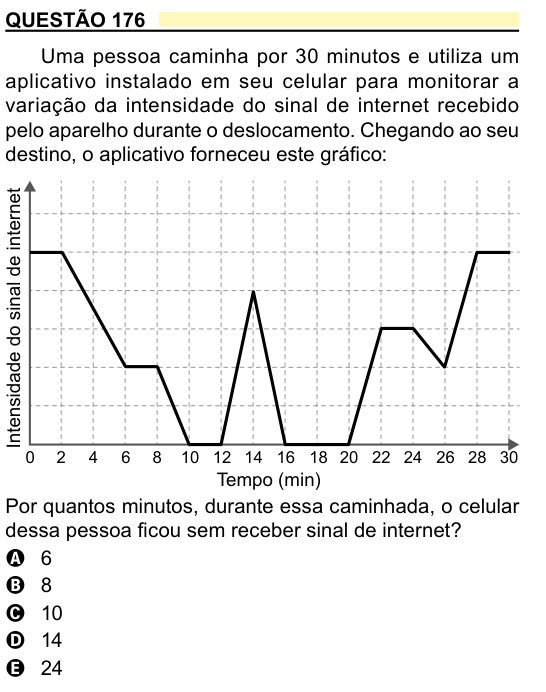 QUESTÃO 176
Uma pessoa caminha por 30 minutos e utiliza um
aplicativo instalado em seu celular para monitorar a
variação da intensidade do sinal de internet recebido
pelo aparelho durante o deslocamento. Chegando ao seu
destino, o aplicativo forneceu este gráfico:
Intensidade do sinal de internet
0 2 4 6 8 10 12 14 16 18 20 22 24 26 28 30
Tempo (min)
Por quantos minutos, durante essa caminhada, o celular
dessa pessoa ficou sem receber sinal de internet?
A 6
B 8
C 10
D 14
E 24